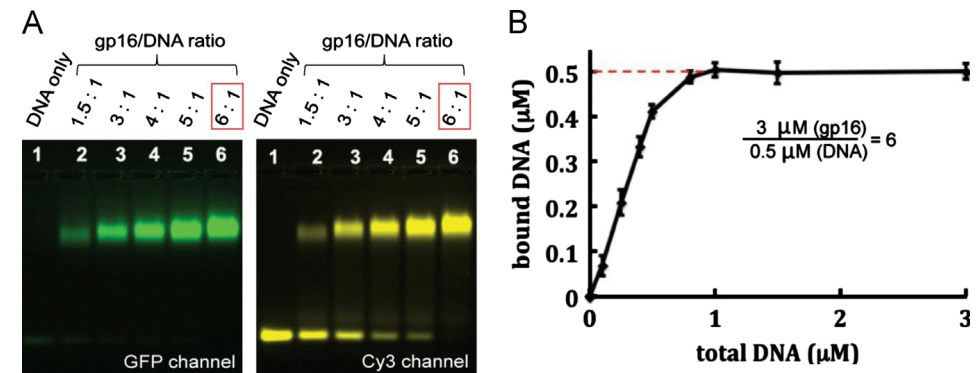 A
gp16/DNA ratio
DNA only
1.5 : 1
3 : 1
4 : 1
5 : 1
6 : 1
1 2 3 4 5 6
GFP channel
gp16/DNA ratio
DNA only
1.5 : 1
3 : 1
4 : 1
5 : 1
6 : 1
1 2 3 4 5 6
Cy3 channel
B
bound DNA (μM)
0.5
0.4
0.3
0.2
0.1
0
3 μM (gp16)
0.5 μM (DNA)
= 6
0 1 2 3
total DNA (μM)